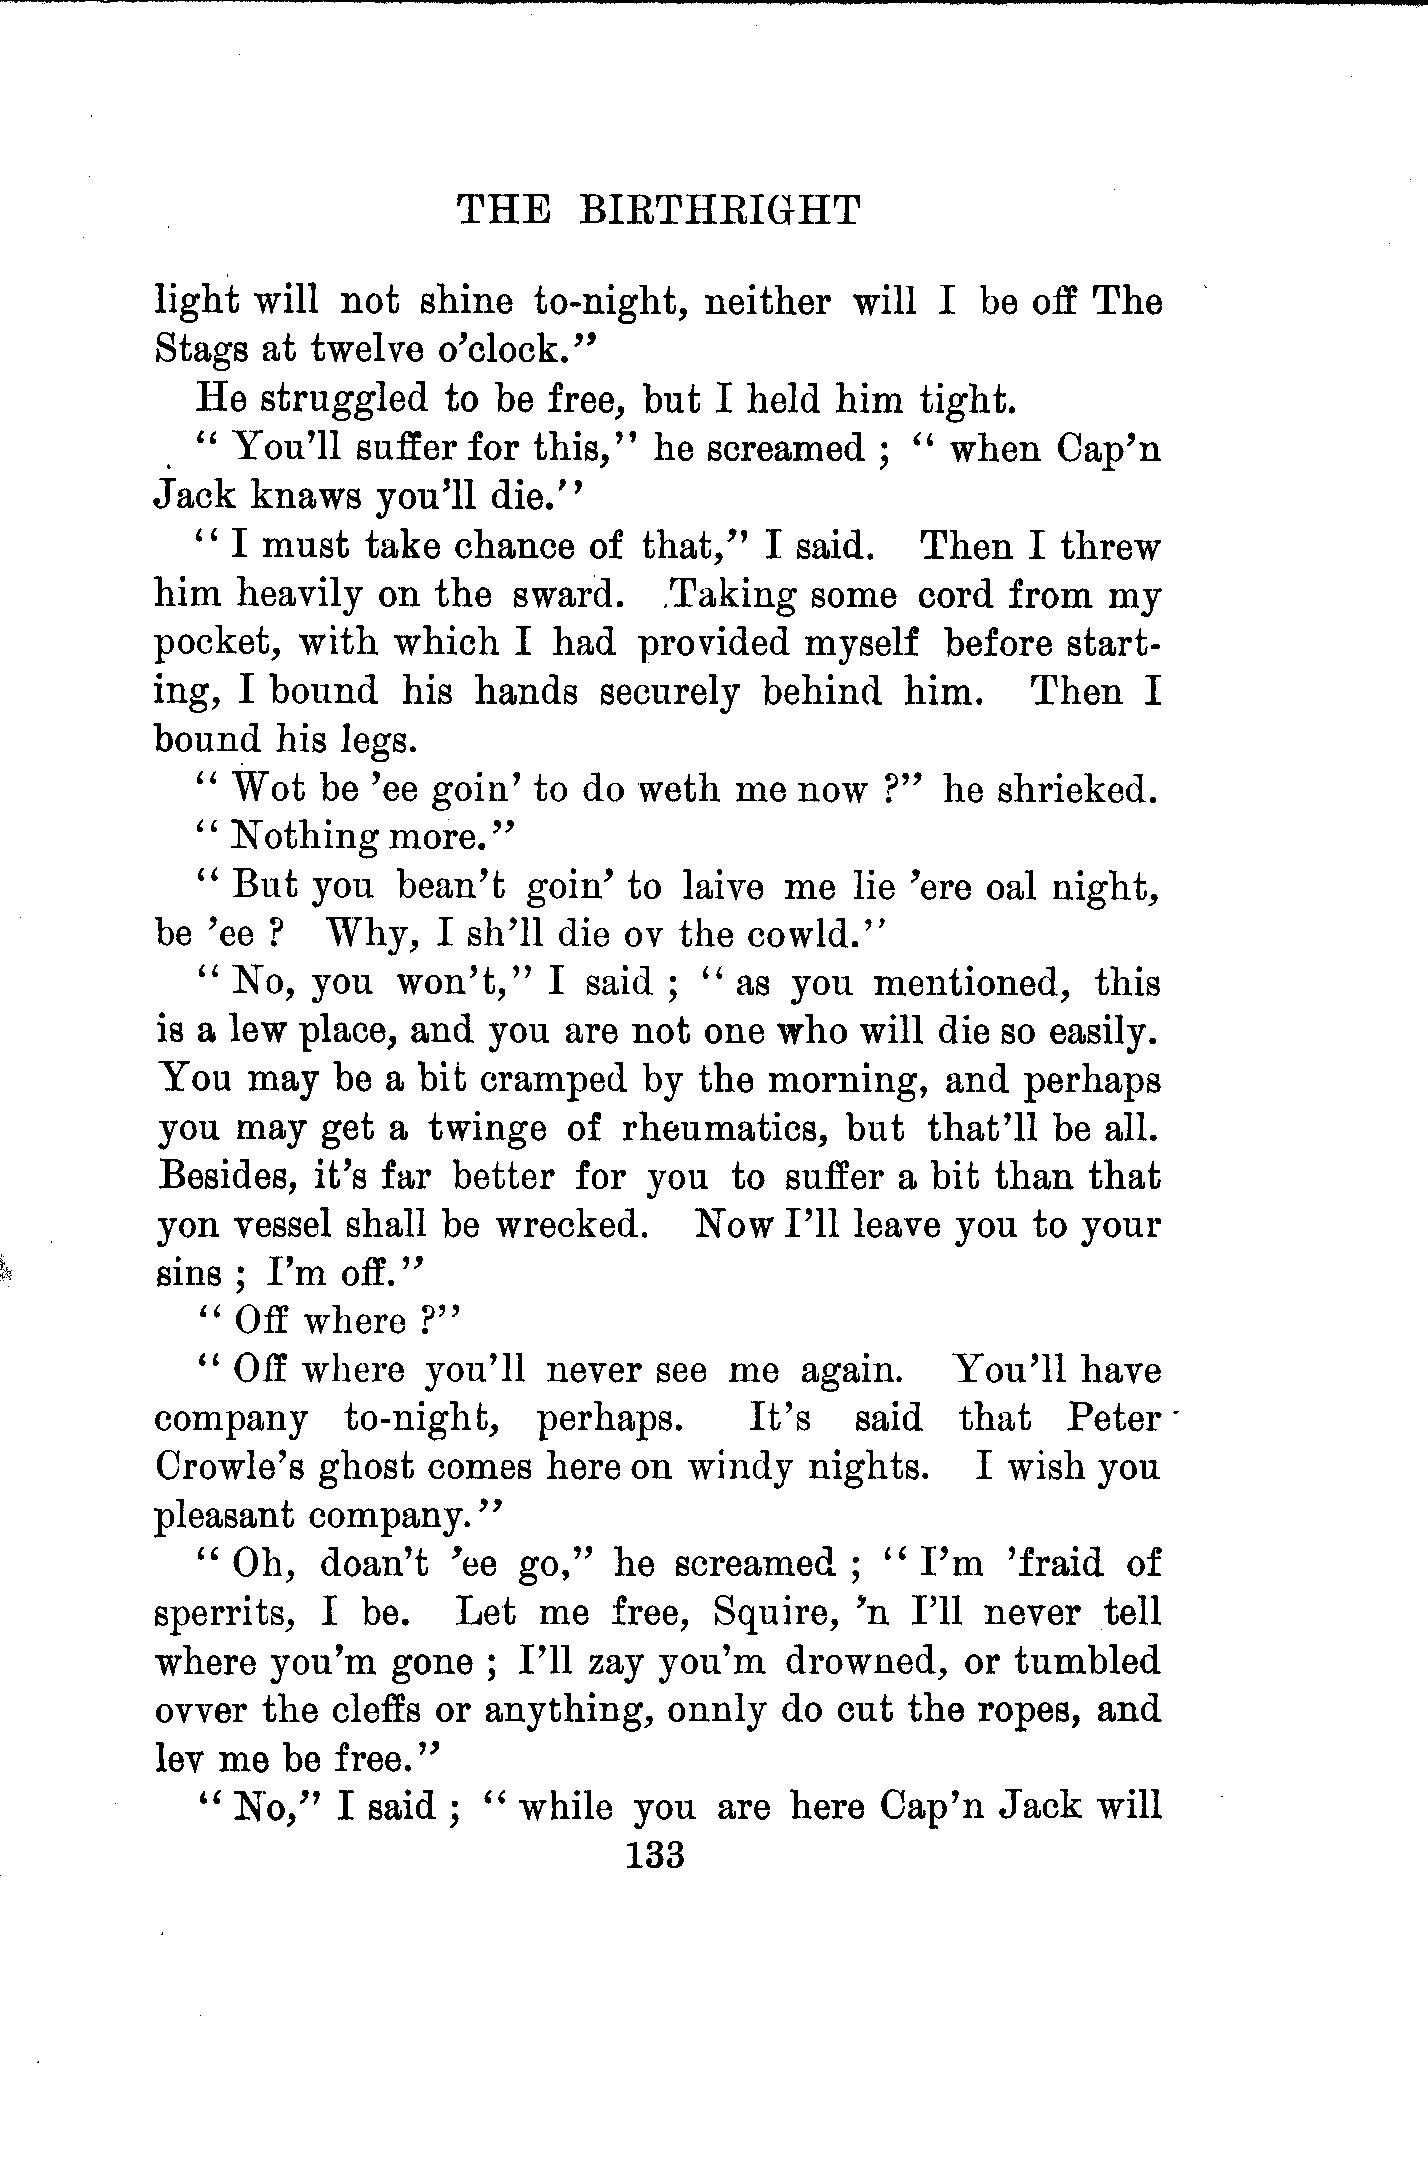 THE BIRTHRIGHT
light will not shine to-night, neither will I be off The
Stags at twelve o'clock."
He struggled to be free, but I held him tight.
" You'll suffer for this," he screamed ; " when Cap'n
Jack knaws you'll die."
" I must take chance of that," I said. Then I threw
him heavily on the sward. Taking some cord from my
pocket, with which I had provided myself before start-
ing, I bound his hands securely behind him. Then I
bound his legs.
" Wot be 'ee goin' to do weth me now ?" he shrieked.
" Nothing more."
" But you bean't goin' to laive me lie 'ere oal night,
be 'ee ? Why, I sh'll die ov the cowld."
" No, you won't," I said ; " as you mentioned, this
is a lew place, and you are not one who will die so easily.
You may be a bit cramped by the morning, and perhaps
you may get a twinge of rheumatics, but that'll be all.
Besides, it's far better for you to suffer a bit than that
yon vessel shall be wrecked. Now I'll leave you to your
sins ; I'm off."
" Off where ?"
" Off where you'll never see me again. You'll have
company to-night, perhaps. It's said that Peter
Crowle's ghost comes here on windy nights. I wish you
pleasant company."
" Oh, doan't 'ee go," he screamed ; " I'm 'fraid of
sperrits, I be. Let me free, Squire, 'n I'll never tell
where you'm gone ; I'll zay you'm drowned, or tumbled
ovver the cleffs or anything, onnly do cut the ropes, and
lev me be free."
" No," I said ; " while you are here Cap'n Jack will
133